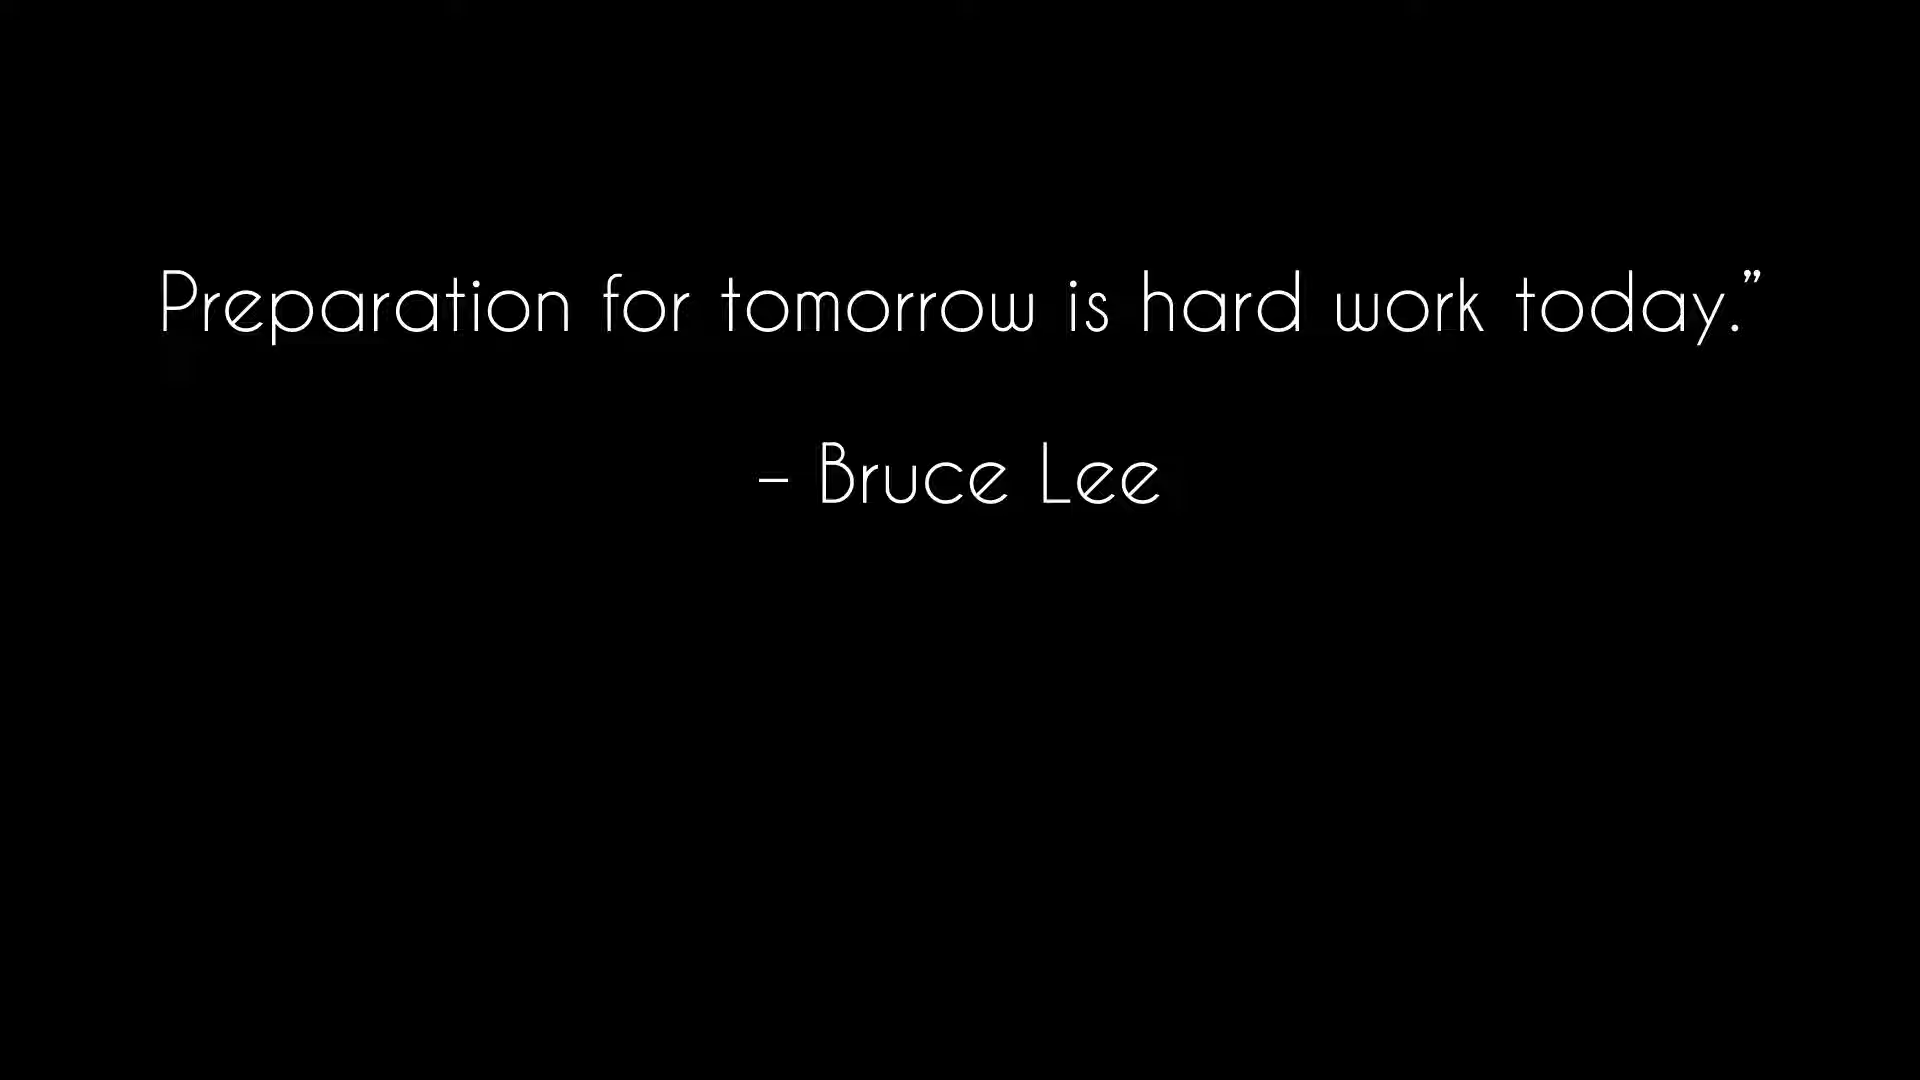 Preparation for tomorrow is hard work today.”
– Bruce Lee